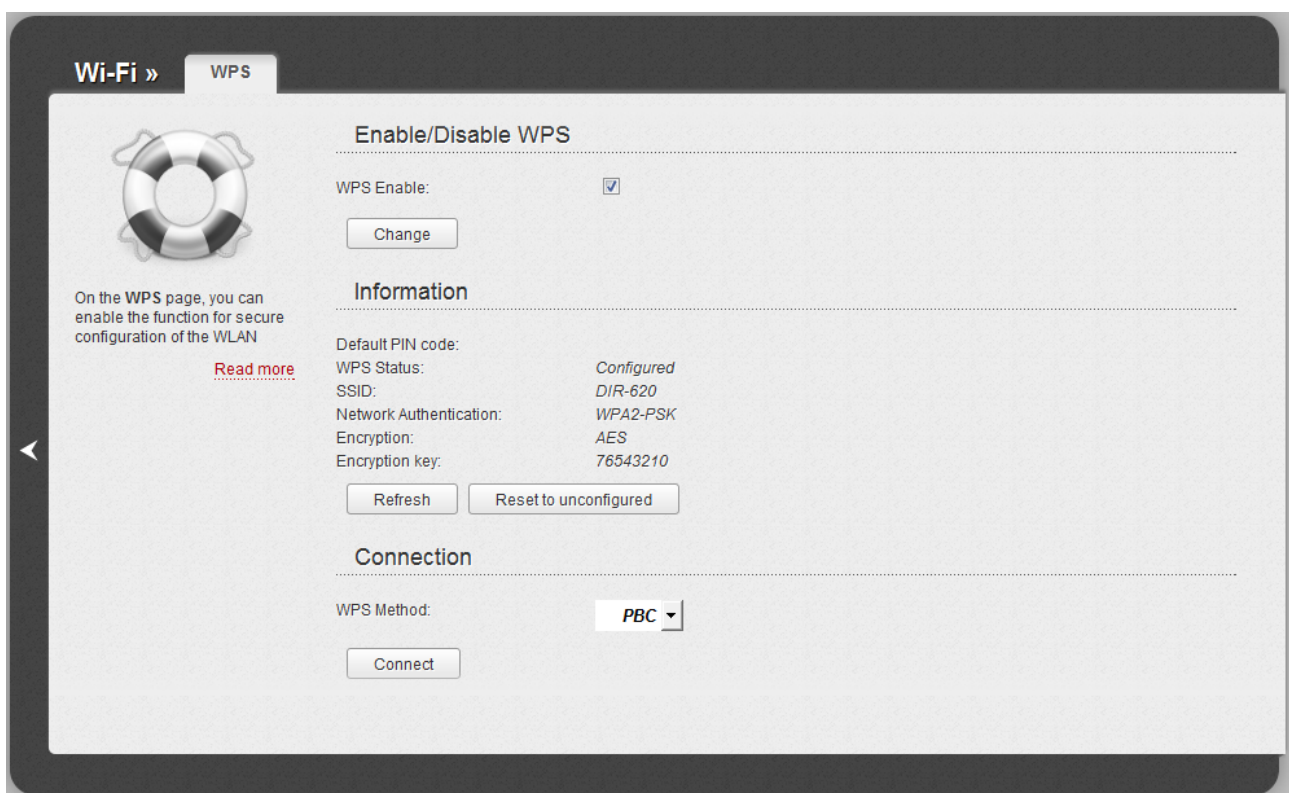 Wi-Fi »
WPS
On the WPS page, you can
enable the function for secure
configuration of the WLAN
Read more
Enable/Disable WPS
WPS Enable:
Change
Information
Default PIN code:
WPS Status: Configured
SSID: DIR-620
Network Authentication: WPA2-PSK
Encryption: AES
Encryption key: 76543210
Refresh Reset to unconfigured
Connection
WPS Method: PBC
Connect